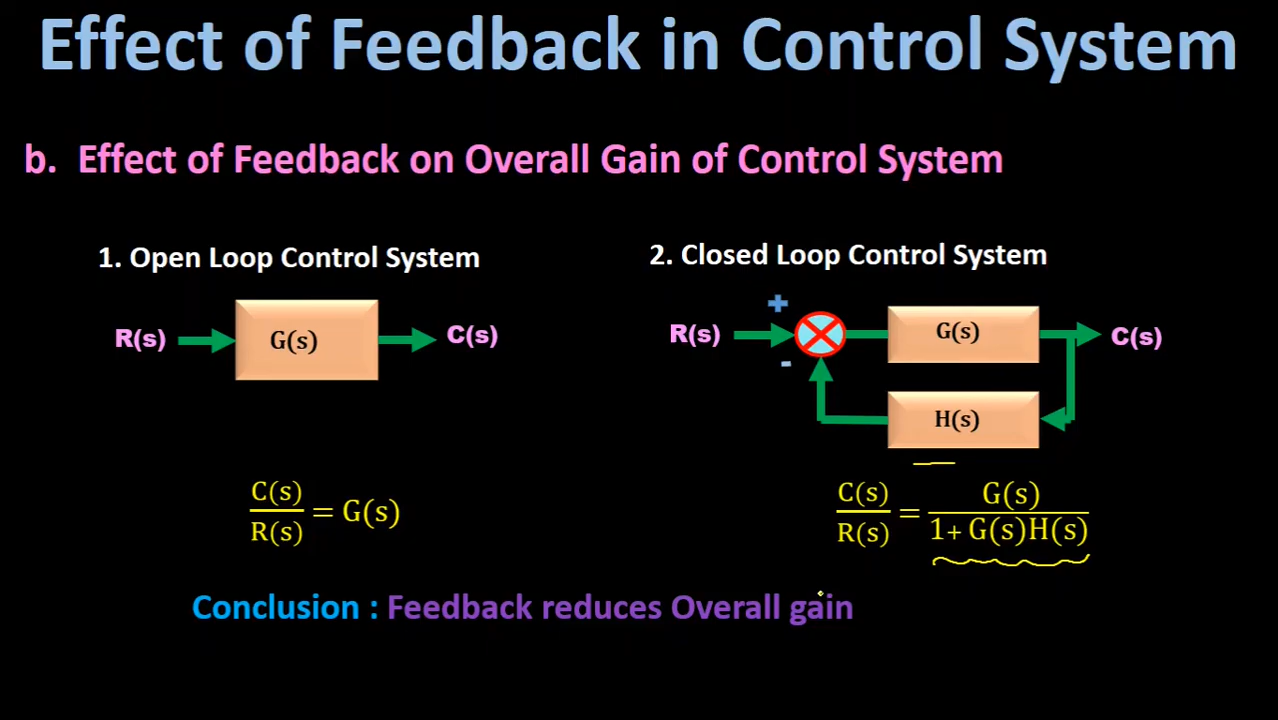 Effect of Feedback in Control System
b. Effect of Feedback on Overall Gain of Control System
1. Open Loop Control System
R(s) G(s) C(s)
C(s)/R(s) = G(s)
2. Closed Loop Control System
+
R(s) G(s) C(s)
-
H(s)
C(s)/R(s) = G(s)/1+ G(s)H(s)
Conclusion : Feedback reduces Overall gain